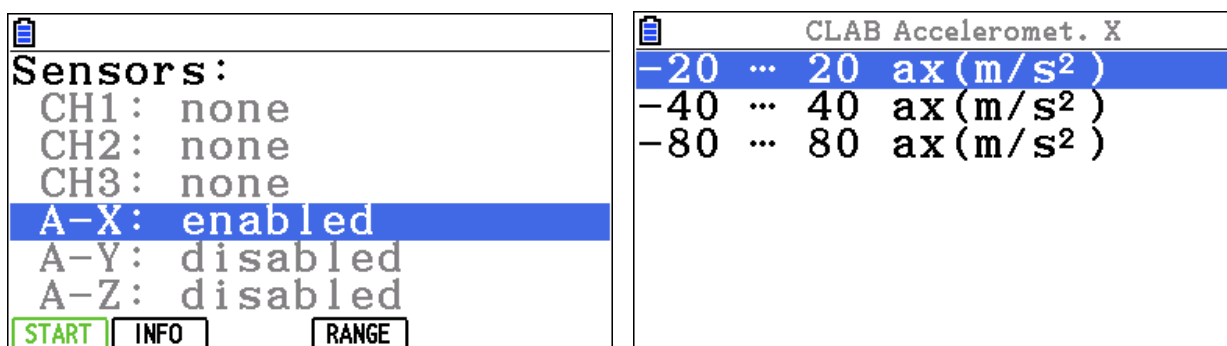 Sensors:
CH1: none
CH2: none
CH3: none
A-X: enabled
A-Y: disabled
A-Z: disabled
START INFO RANGE
CLAB Acceleromet. X
-20 … 20 ax(m/s²)
-40 … 40 ax(m/s²)
-80 … 80 ax(m/s²)